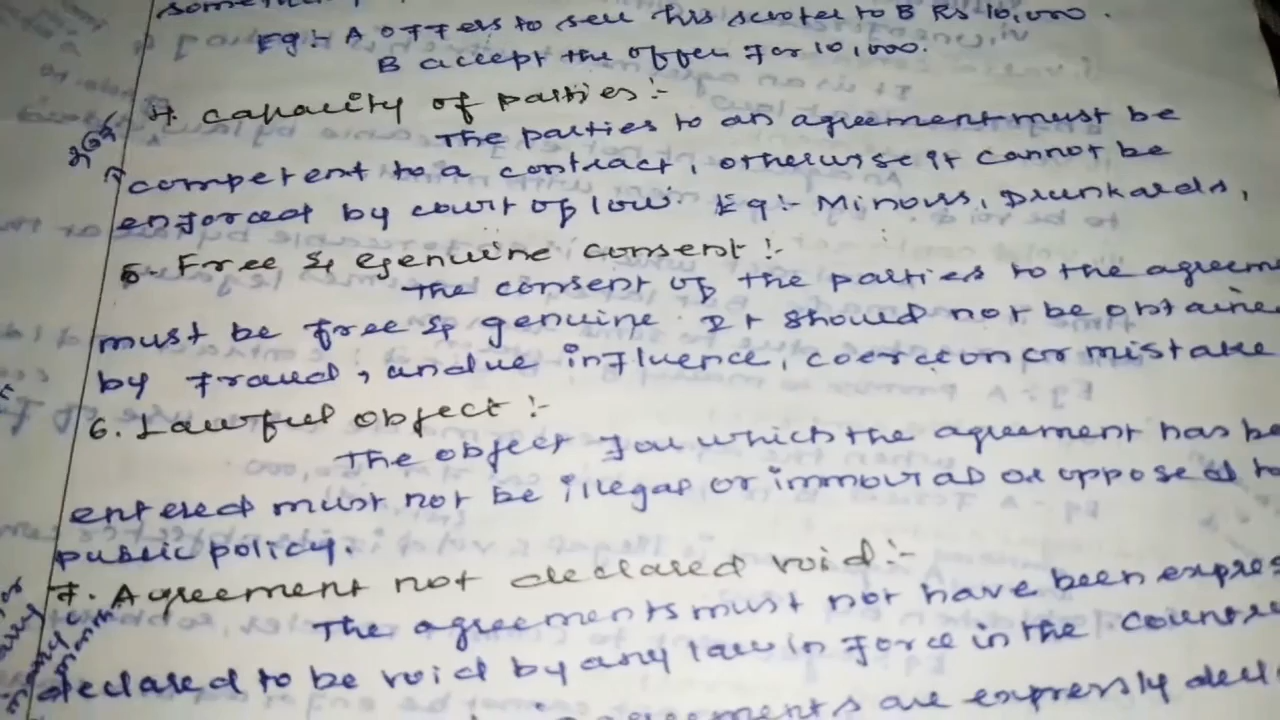 Eg :- A offers to sell his scooter to B Rs 10,000.
B accept the offer for 10,000.
4. Capacity of parties :-
The parties to an agreement must be
competent to a contract, otherwise it cannot be
enforced by court of law. Eg :- Minors, Drunkards,
5. Free & genuine consent :-
The consent of the parties to the agreeme
must be free & genuine. It should not be obtaine
by fraud, undue influence, coercion or mistake
6. Lawful object :-
The object for which the agreement has be
entered must not be illegal or immoral or opposed to
public policy.
7. Agreement not declared void :-
The agreements must not have been expres
declared to be void by any law in force in the countr
are expressly decl